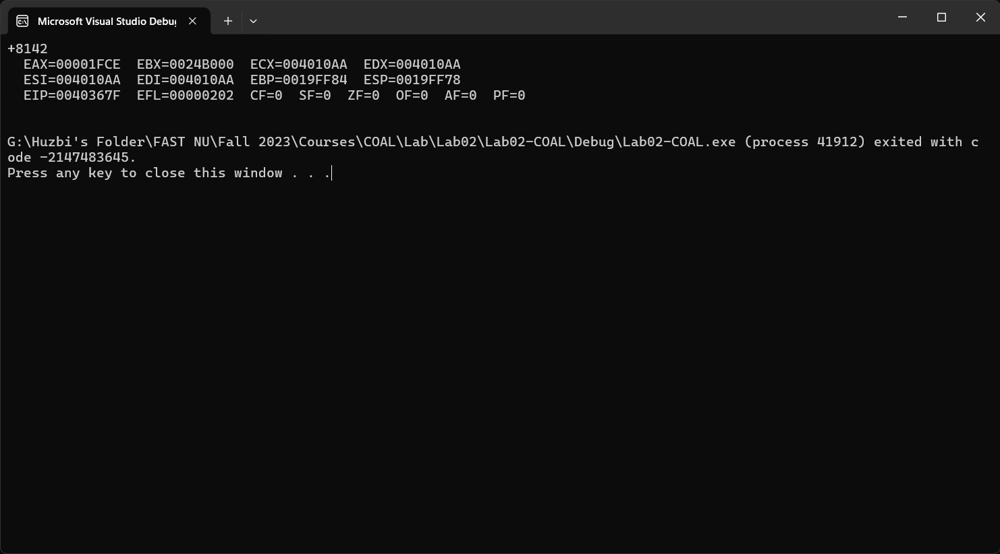 Microsoft Visual Studio Debu
+8142
EAX=00001FCE EBX=0024B000 ECX=004010AA EDX=004010AA
ESI=004010AA EDI=004010AA EBP=0019FF84 ESP=0019FF78
EIP=0040367F EFL=00000202 CF=0 SF=0 ZF=0 OF=0 AF=0 PF=0
G:\Huzbi's Folder\FAST NU\Fall 2023\Courses\COAL\Lab\Lab02\Lab02-COAL\Debug\Lab02-COAL.exe (process 41912) exited with c
ode -2147483645.
Press any key to close this window . . .